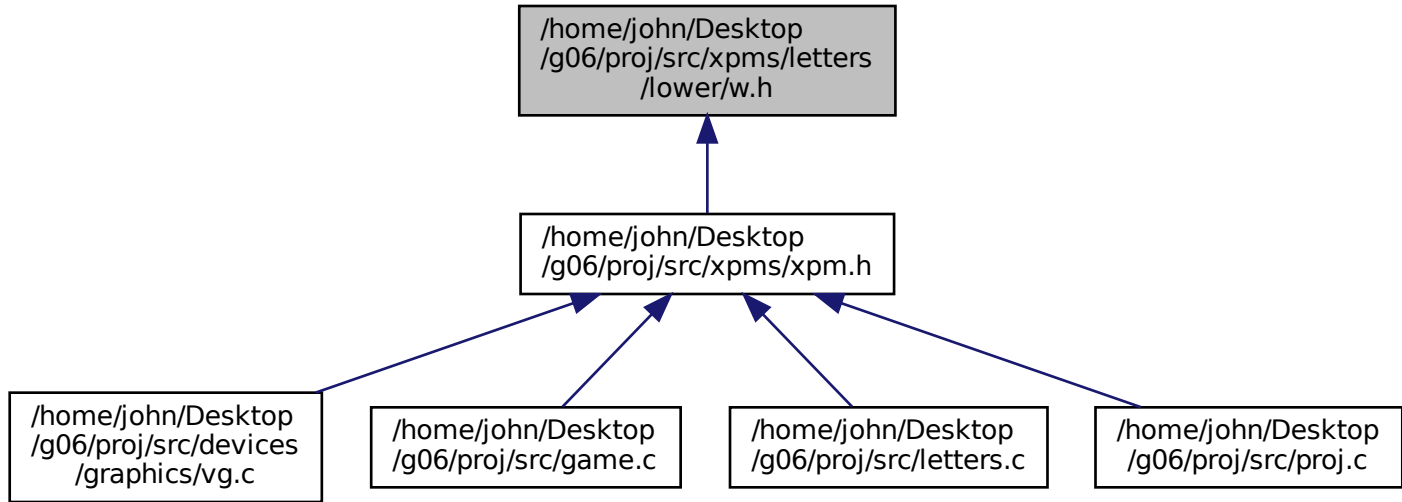 /home/john/Desktop
/g06/proj/src/xpms/letters
/lower/w.h
/home/john/Desktop
/g06/proj/src/xpms/xpm.h
/home/john/Desktop
/g06/proj/src/devices
/graphics/vg.c
/home/john/Desktop
/g06/proj/src/game.c
/home/john/Desktop
/g06/proj/src/letters.c
/home/john/Desktop
/g06/proj/src/proj.c